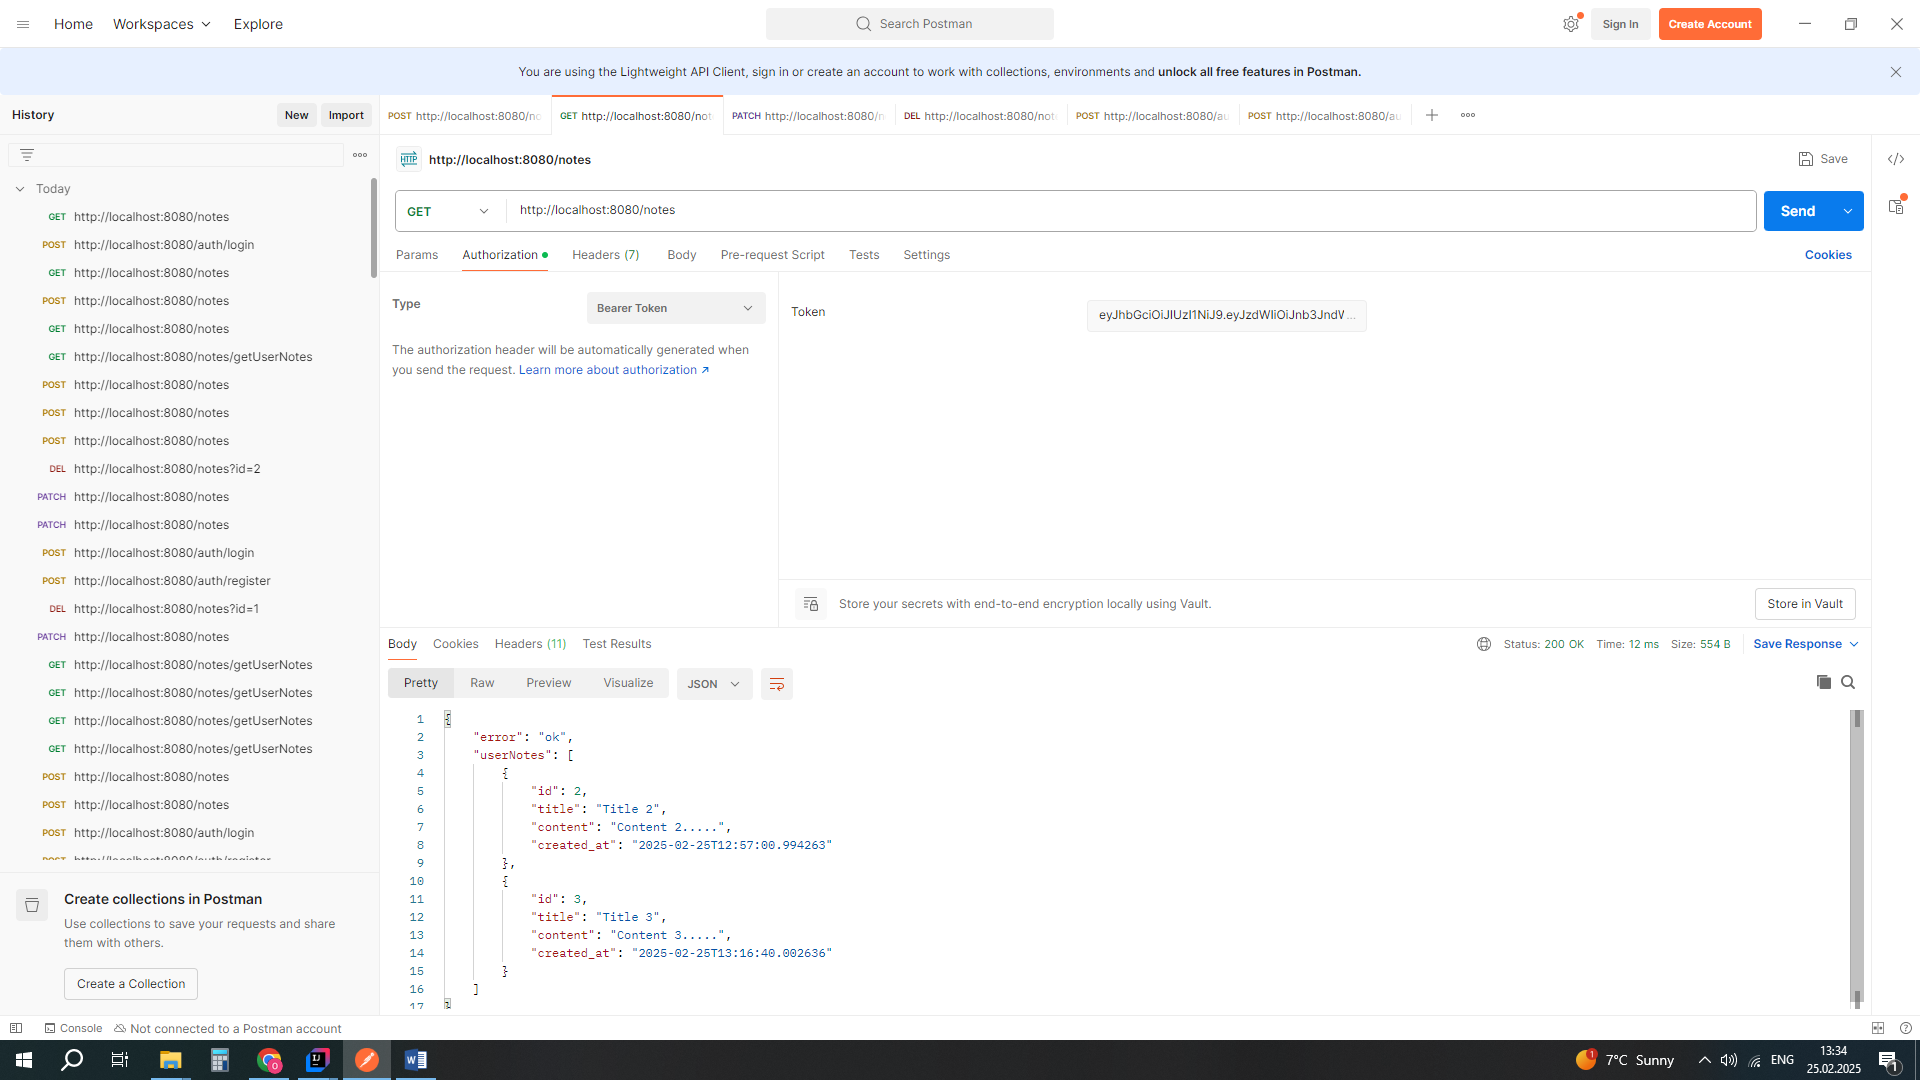 Home Workspaces Explore
Search Postman
Sign In Create Account
You are using the Lightweight API Client, sign in or create an account to work with collections, environments and unlock all free features in Postman.
History New Import
POST http://localhost:8080/no GET http://localhost:8080/not PATCH http://localhost:8080/n DEL http://localhost:8080/not POST http://localhost:8080/au POST http://localhost:8080/au
Today
GET http://localhost:8080/notes
POST http://localhost:8080/auth/login
GET http://localhost:8080/notes
POST http://localhost:8080/notes
GET http://localhost:8080/notes
GET http://localhost:8080/notes/getUserNotes
POST http://localhost:8080/notes
POST http://localhost:8080/notes
POST http://localhost:8080/notes
DEL http://localhost:8080/notes?id=2
PATCH http://localhost:8080/notes
PATCH http://localhost:8080/notes
POST http://localhost:8080/auth/login
POST http://localhost:8080/auth/register
DEL http://localhost:8080/notes?id=1
PATCH http://localhost:8080/notes
GET http://localhost:8080/notes/getUserNotes
GET http://localhost:8080/notes/getUserNotes
GET http://localhost:8080/notes/getUserNotes
GET http://localhost:8080/notes/getUserNotes
POST http://localhost:8080/notes
POST http://localhost:8080/notes
POST http://localhost:8080/auth/login
POST http://localhost:8080/auth/register
Create collections in Postman
Use collections to save your requests and share
them with others.
Create a Collection
HTTP http://localhost:8080/notes
Save
GET http://localhost:8080/notes
Send
Params Authorization Headers (7) Body Pre-request Script Tests Settings
Cookies
Type Bearer Token
The authorization header will be automatically generated when
you send the request. Learn more about authorization ↗
Token eyJhbGciOiJIUzI1NiJ9.eyJzdWIiOiJnb3JndV ...
Store your secrets with end-to-end encryption locally using Vault.
Store in Vault
Body Cookies Headers (11) Test Results
Status: 200 OK Time: 12 ms Size: 554 B Save Response
Pretty Raw Preview Visualize JSON
1 {
2 "error": "ok",
3 "userNotes": [
4 {
5 "id": 2,
6 "title": "Title 2",
7 "content": "Content 2.....",
8 "created_at": "2025-02-25T12:57:00.994263"
9 },
10 {
11 "id": 3,
12 "title": "Title 3",
13 "content": "Content 3.....",
14 "created_at": "2025-02-25T13:16:40.002636"
15 }
16 ]
17 }
Console Not connected to a Postman account
1 7°C Sunny
ENG
13:34
25.02.2025
1